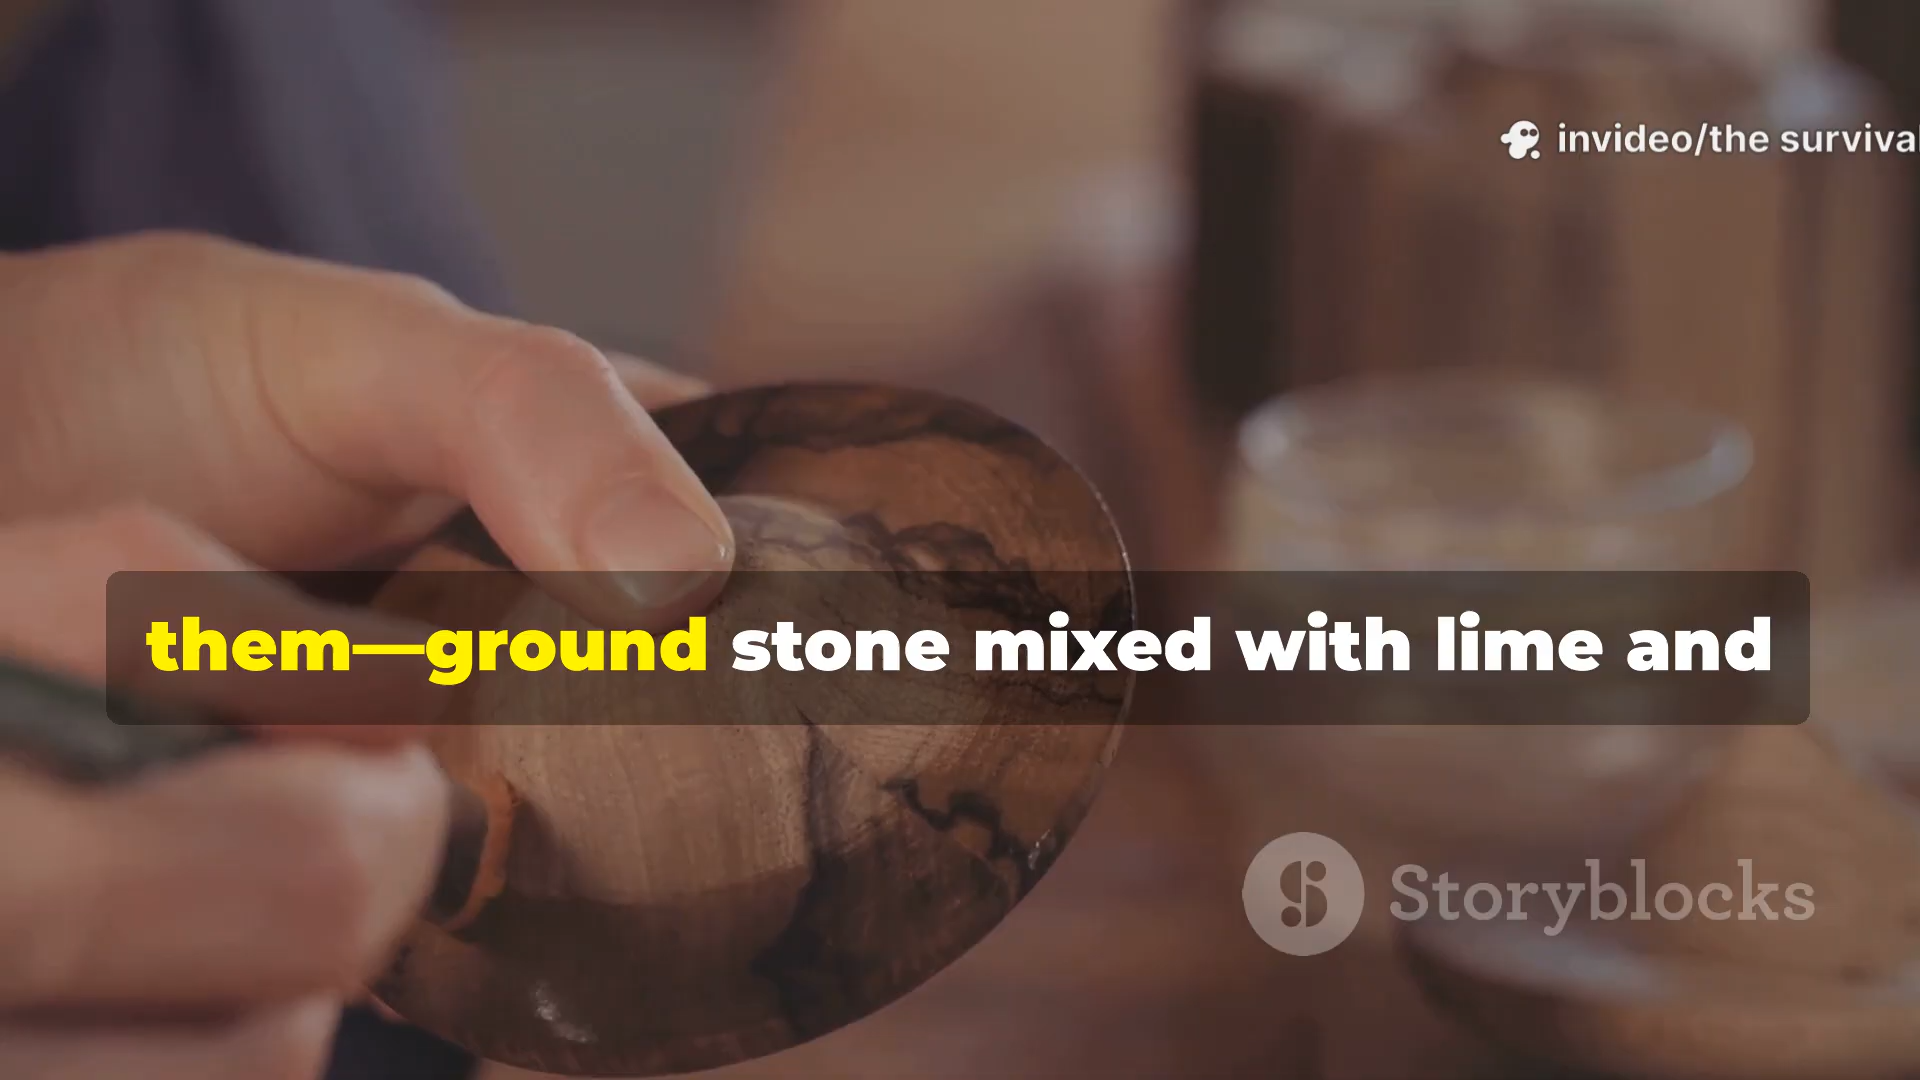 invideo/the survival
them—ground stone mixed with lime and
Storyblocks